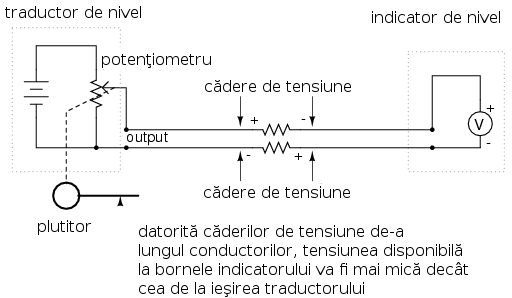 traductor de nivel
indicator de nivel
potenţiometru
cădere de tensiune
+
-
+
V
output
-
-
+
cădere de tensiune
plutitor
datorită căderilor de tensiune de-a
lungul conductorilor, tensiunea disponibilă
la bornele indicatorului va fi mai mică decât
cea de la ieşirea traductorului